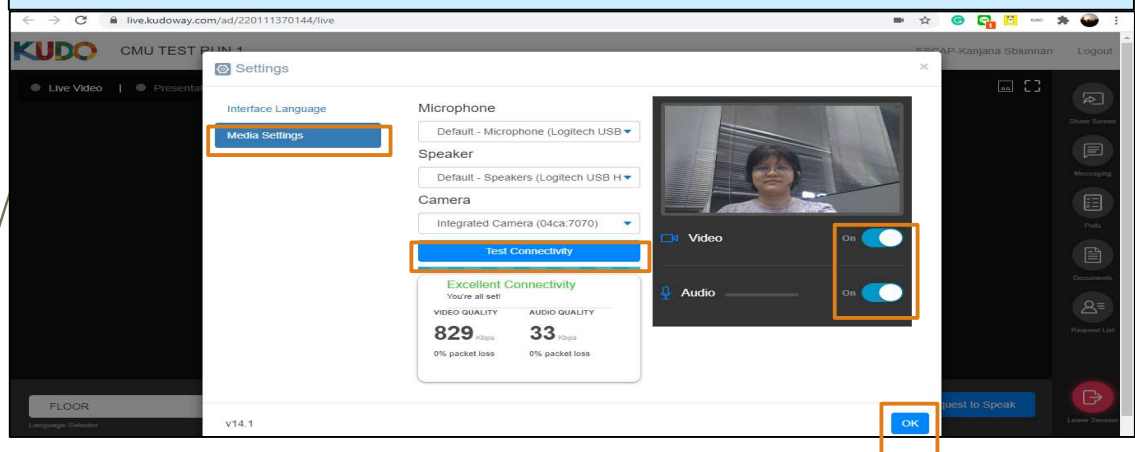 live.kudoway.com/ad/220111370144/live
KUDO CMU TEST RUN 1
ESCAP-Kanjana Sbiunnan Logout
Settings
Live Video | Presentat
Interface Language
Media Settings
Microphone
Default - Microphone (Logitech USB
Speaker
Default - Speakers (Logitech USB H
Camera
Integrated Camera (04ca:7070)
Test Connectivity
Excellent Connectivity
You're all set!
VIDEO QUALITY AUDIO QUALITY
829 Kbps 33 Kbps
0% packet loss 0% packet loss
Video On
Audio On
Share Screen
Messaging
Polls
Documents
Request List
FLOOR
Language Selector
v14.1
OK
quest to Speak
Leave Session